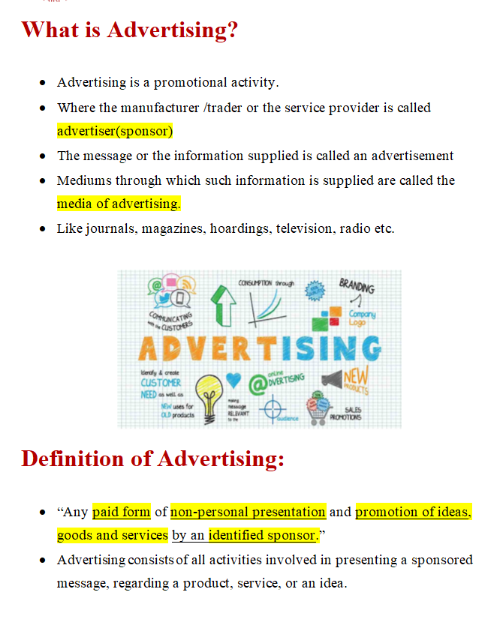 What is Advertising?
• Advertising is a promotional activity.
• Where the manufacturer /trader or the service provider is called
advertiser(sponsor)
• The message or the information supplied is called an advertisement
• Mediums through which such information is supplied are called the
media of advertising.
• Like journals, magazines, hoardings, television, radio etc.
COMMUNICATING
with the CUSTOMERS
CONSUMPTION through
BRANDING
Company
Logo
ADVERTISING
Identify & create
CUSTOMER
NEED as well as
NEW uses for
OLD products
message
RELEVANT
to the
audience
online
@DVERTISING
NEW
PRODUCTS
SALES
PROMOTIONS
Definition of Advertising:
• “Any paid form of non-personal presentation and promotion of ideas,
goods and services by an identified sponsor.”
• Advertising consists of all activities involved in presenting a sponsored
message, regarding a product, service, or an idea.